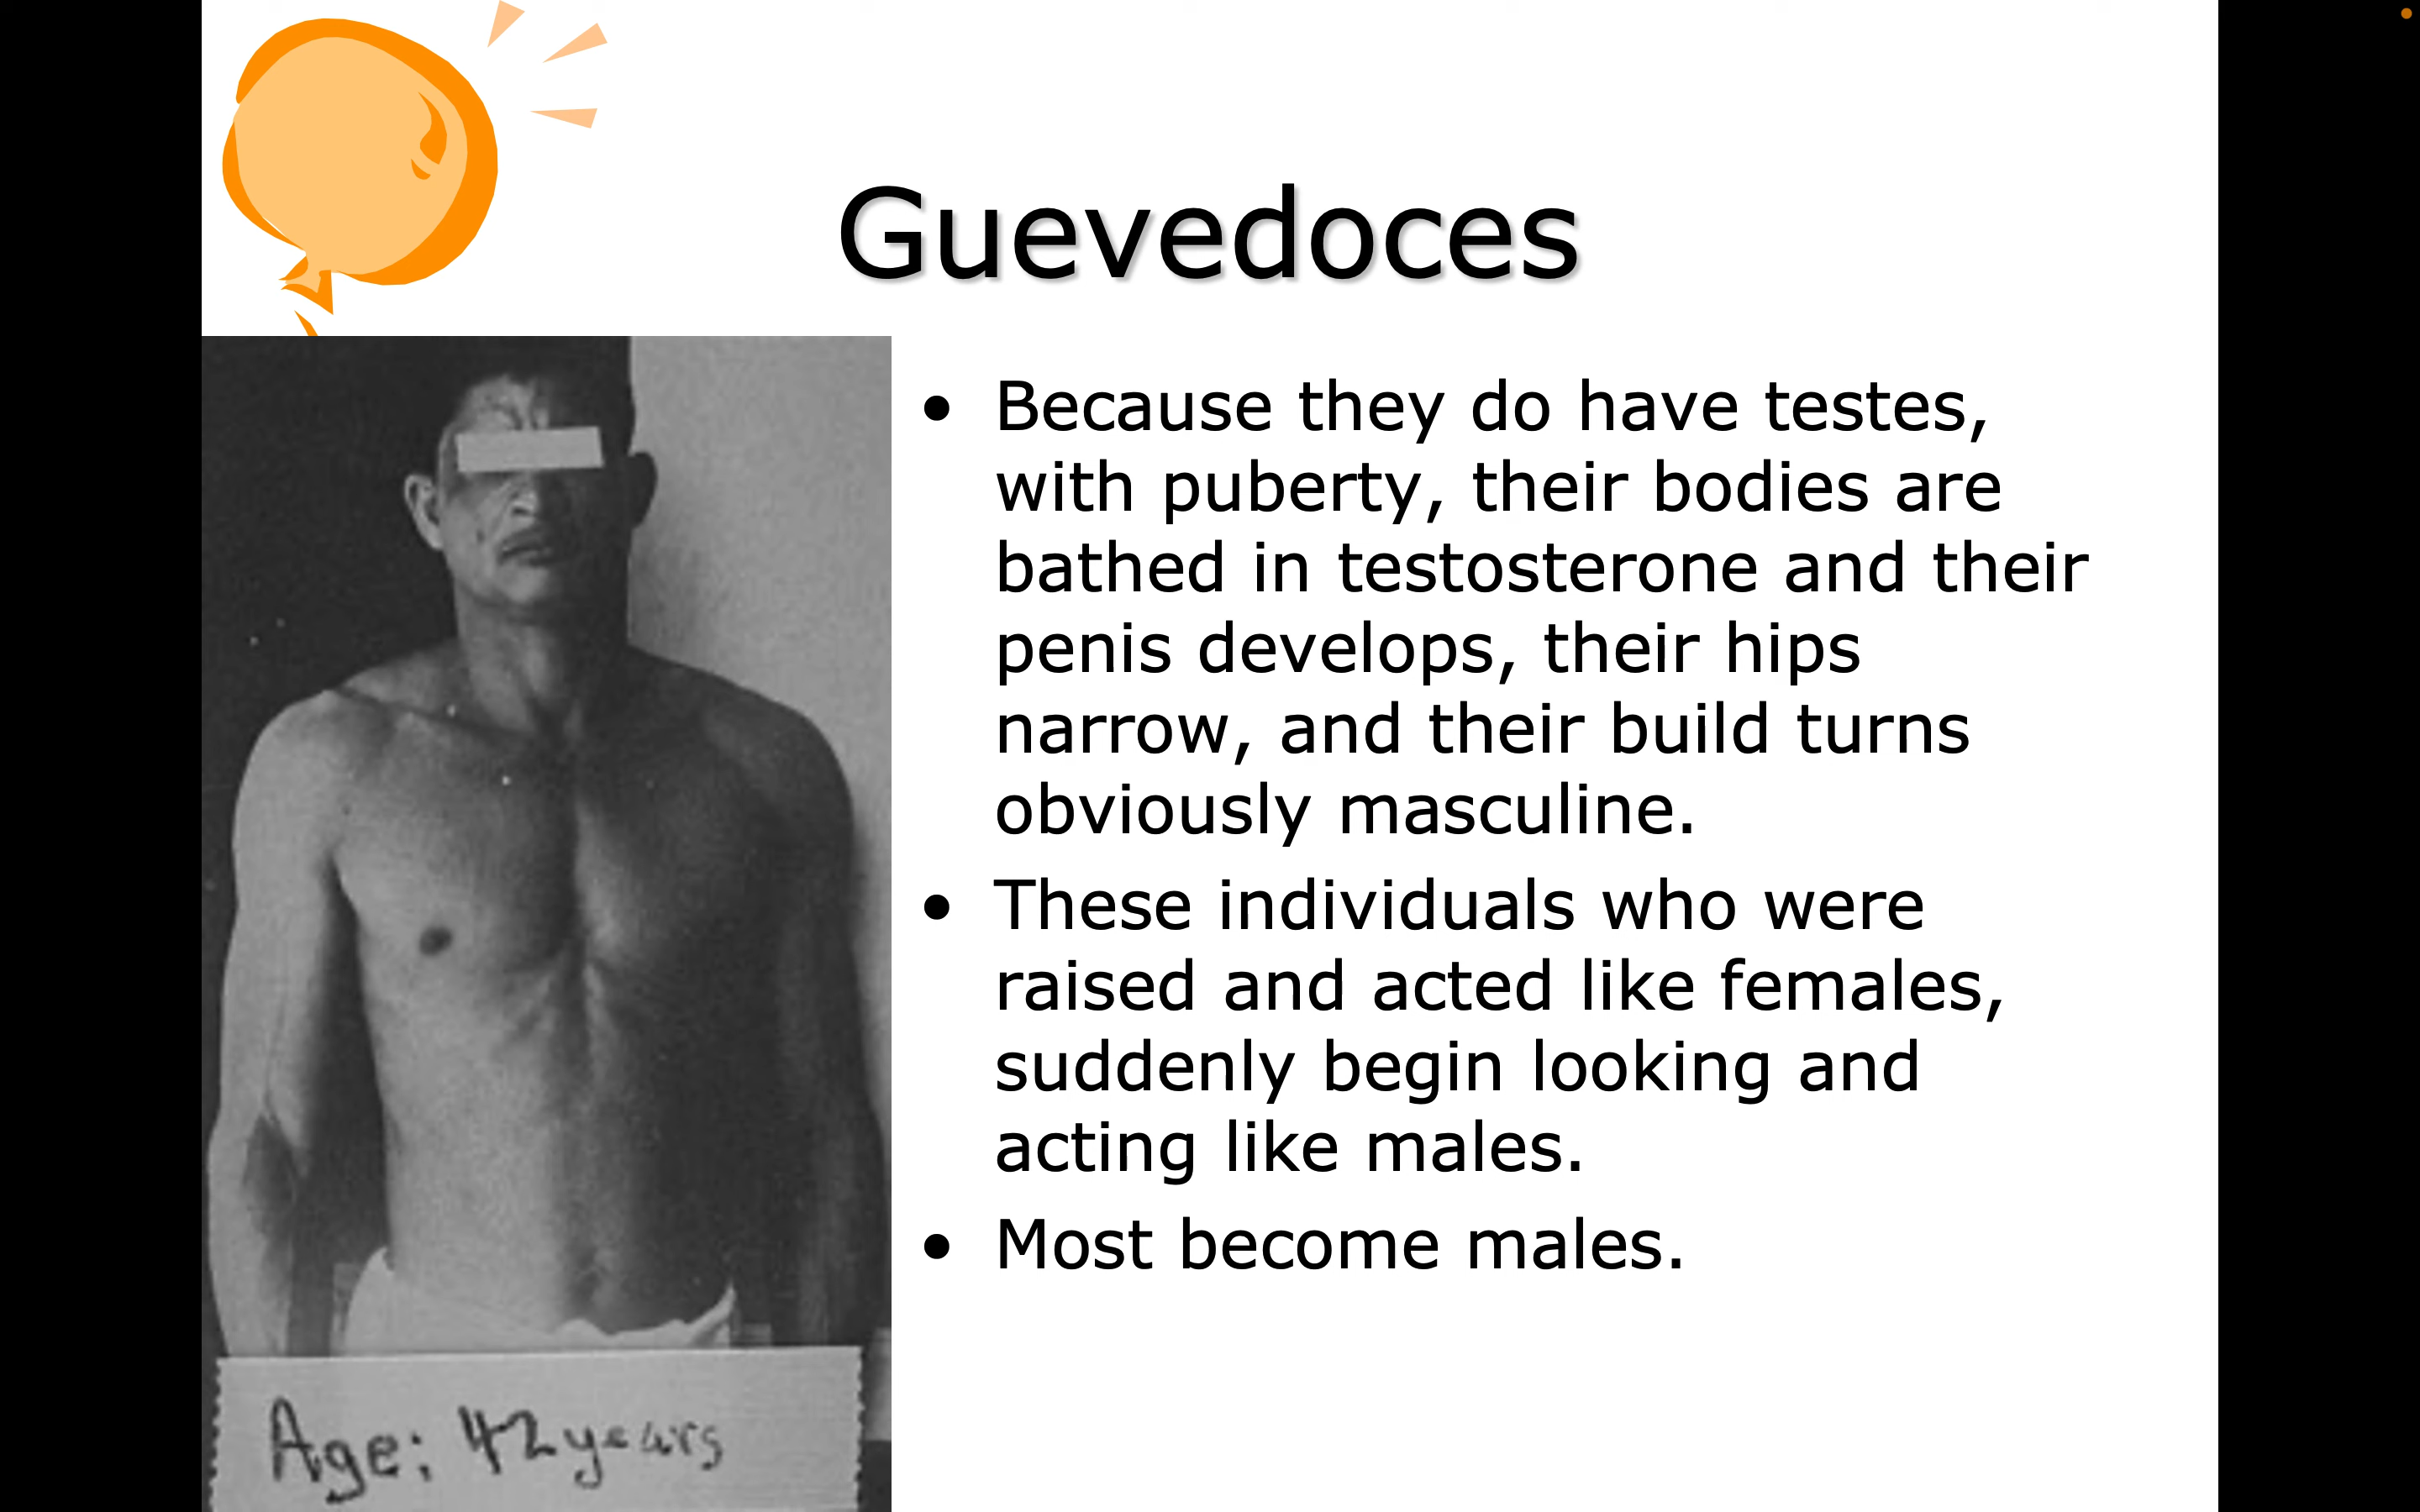 Guevedoces
• Because they do have testes,
with puberty, their bodies are
bathed in testosterone and their
penis develops, their hips
narrow, and their build turns
obviously masculine.
• These individuals who were
raised and acted like females,
suddenly begin looking and
acting like males.
• Most become males.
Age: 42 years